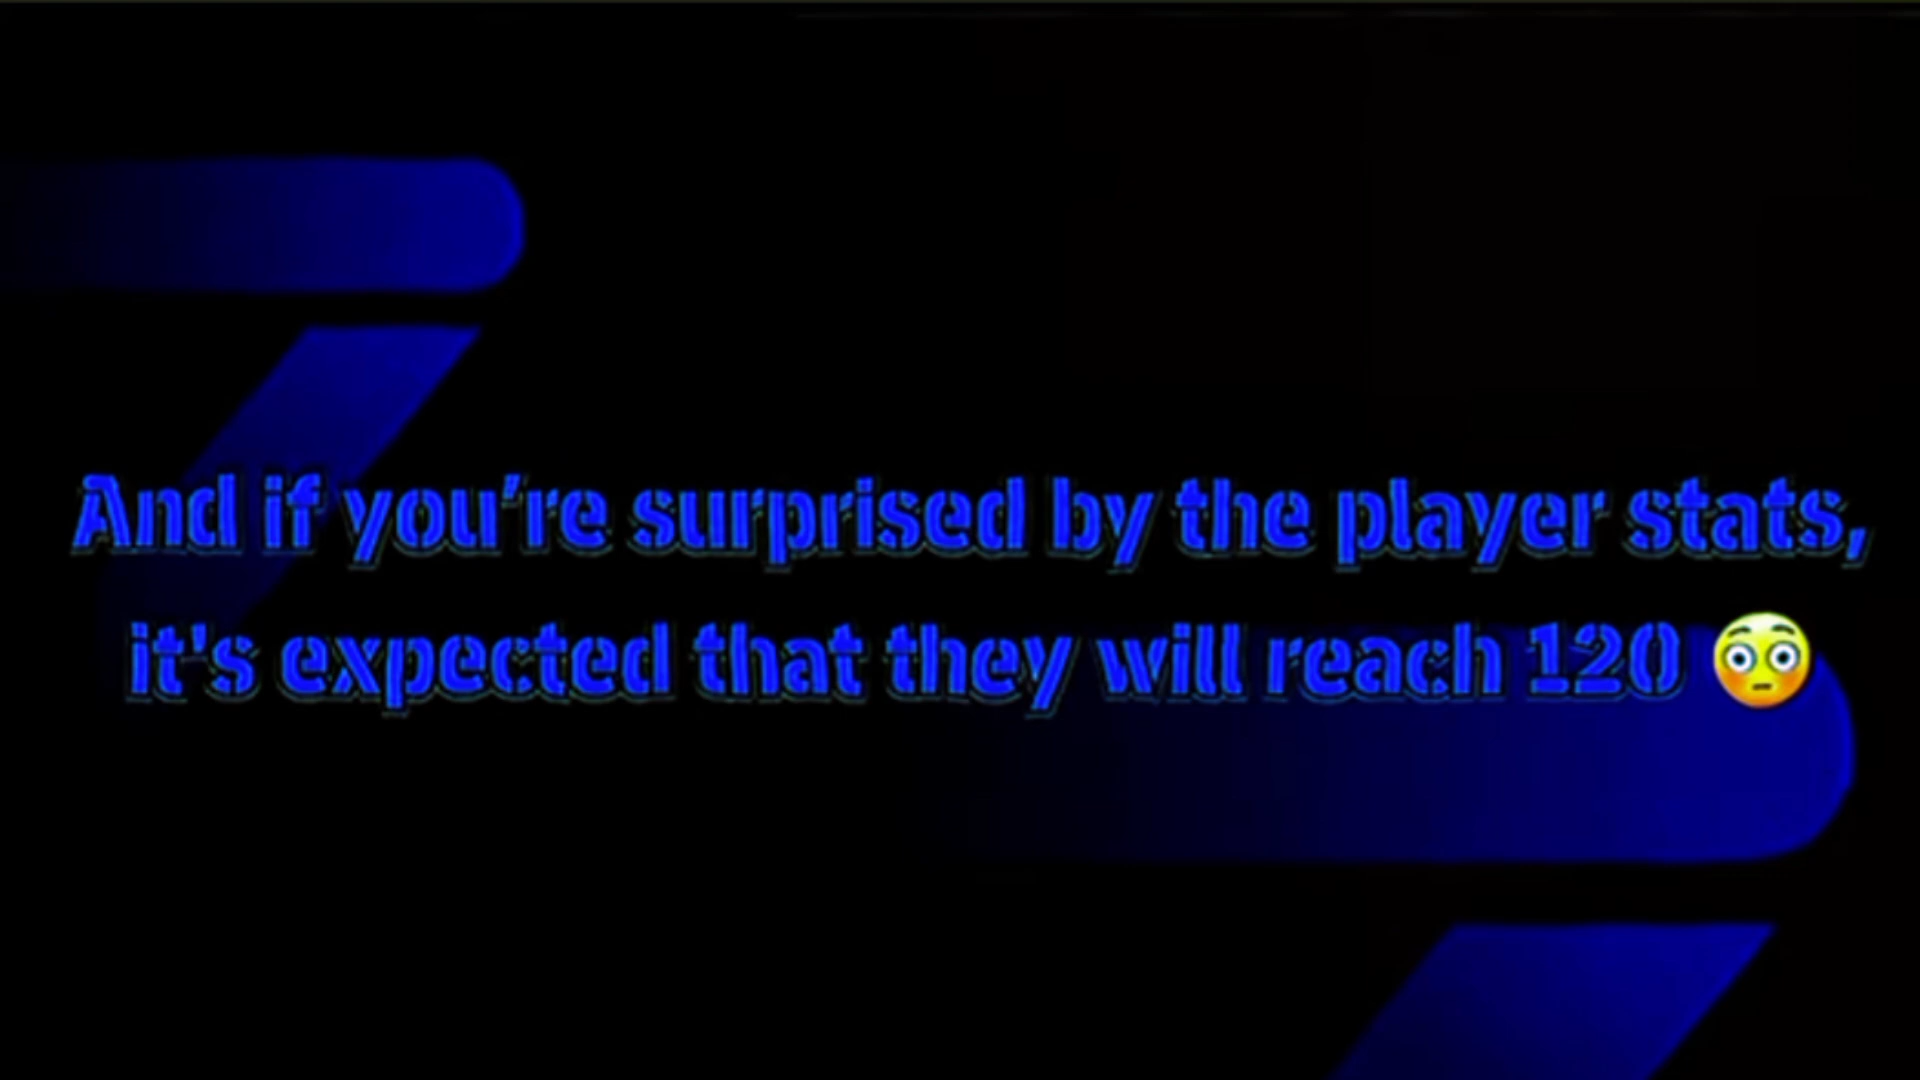 And if you’re surprised by the player stats,
it's expected that they will reach 120 😳